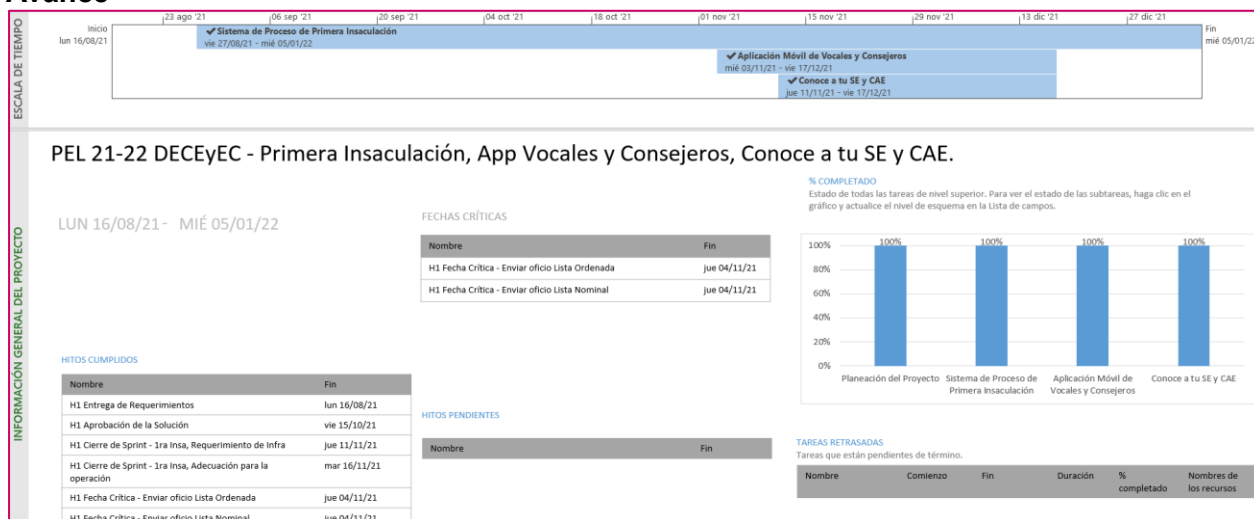 Avance
ESCALA DE TIEMPO
23 ago '21
06 sep '21
20 sep '21
04 oct '21
18 oct '21
01 nov '21
15 nov '21
29 nov '21
13 dic '21
27 dic '21
Inicio
lun 16/08/21
✔Sistema de Proceso de Primera Insaculación
vie 27/08/21 - mié 05/01/22
✔Aplicación Móvil de Vocales y Consejeros
mié 03/11/21 - vie 17/12/21
✔Conoce a tu SE y CAE
jue 11/11/21 - vie 17/12/21
Fin
mié 05/01/22
INFORMACIÓN GENERAL DEL PROYECTO
PEL 21-22 DECEyEC - Primera Insaculación, App Vocales y Consejeros, Conoce a tu SE y CAE.
LUN 16/08/21 - MIÉ 05/01/22
FECHAS CRÍTICAS
Nombre Fin
H1 Fecha Crítica - Enviar oficio Lista Ordenada jue 04/11/21
H1 Fecha Crítica - Enviar oficio Lista Nominal jue 04/11/21
% COMPLETADO
Estado de todas las tareas de nivel superior. Para ver el estado de las subtareas, haga clic en el
gráfico y actualice el nivel de esquema en la Lista de campos.
100%
80%
60%
40%
20%
0%
100% 100% 100% 100%
Planeación del Proyecto
Sistema de Proceso de
Primera Insaculación
Aplicación Móvil de
Vocales y Consejeros
Conoce a tu SE y CAE
HITOS CUMPLIDOS
Nombre Fin
H1 Entrega de Requerimientos lun 16/08/21
H1 Aprobación de la Solución vie 15/10/21
H1 Cierre de Sprint - 1ra Insa, Requerimiento de Infra jue 11/11/21
H1 Cierre de Sprint - 1ra Insa, Adecuación para la mar 16/11/21
operación
H1 Fecha Crítica - Enviar oficio Lista Ordenada jue 04/11/21
H1 Fecha Crítica - Enviar oficio Lista Nominal jue 04/11/21
HITOS PENDIENTES
Nombre Fin
TAREAS RETRASADAS
Tareas que están pendientes de término.
Nombre Comienzo Fin Duración % Nombres de
completado los recursos